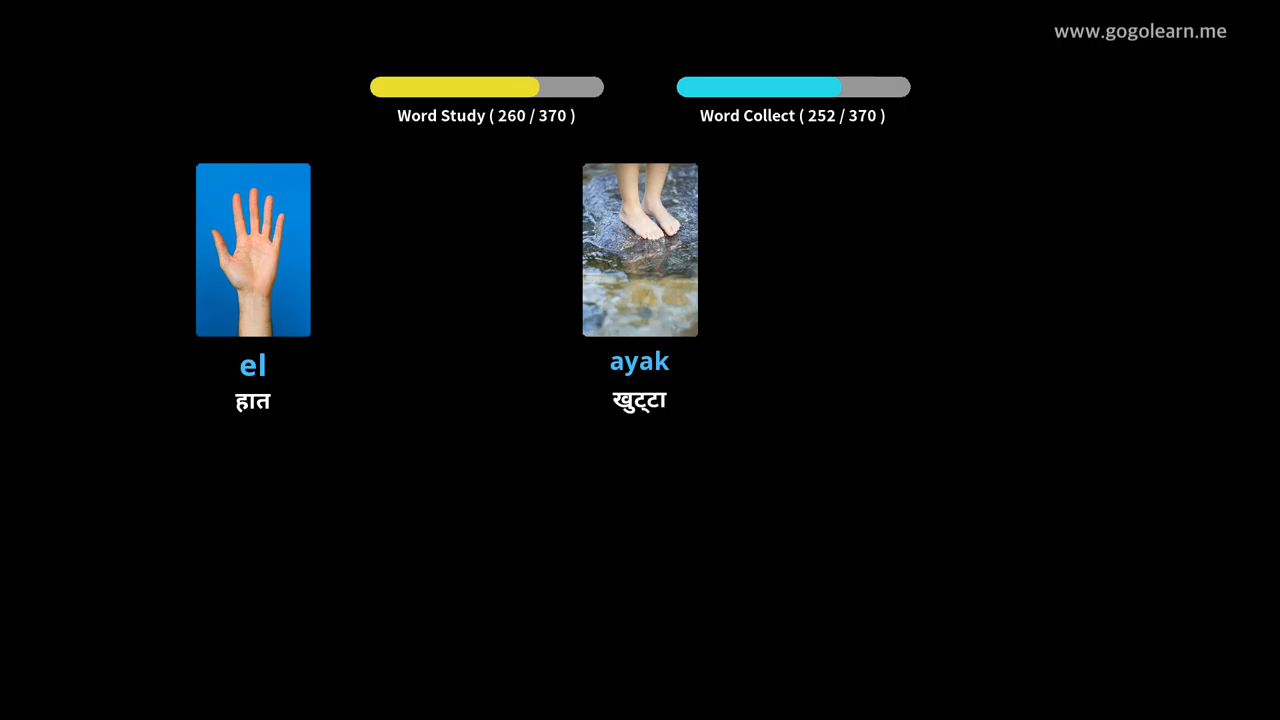 www.gogolearn.me
Word Study ( 260 / 370 )
Word Collect ( 252 / 370 )
el
ayak
हात
खुट्टा